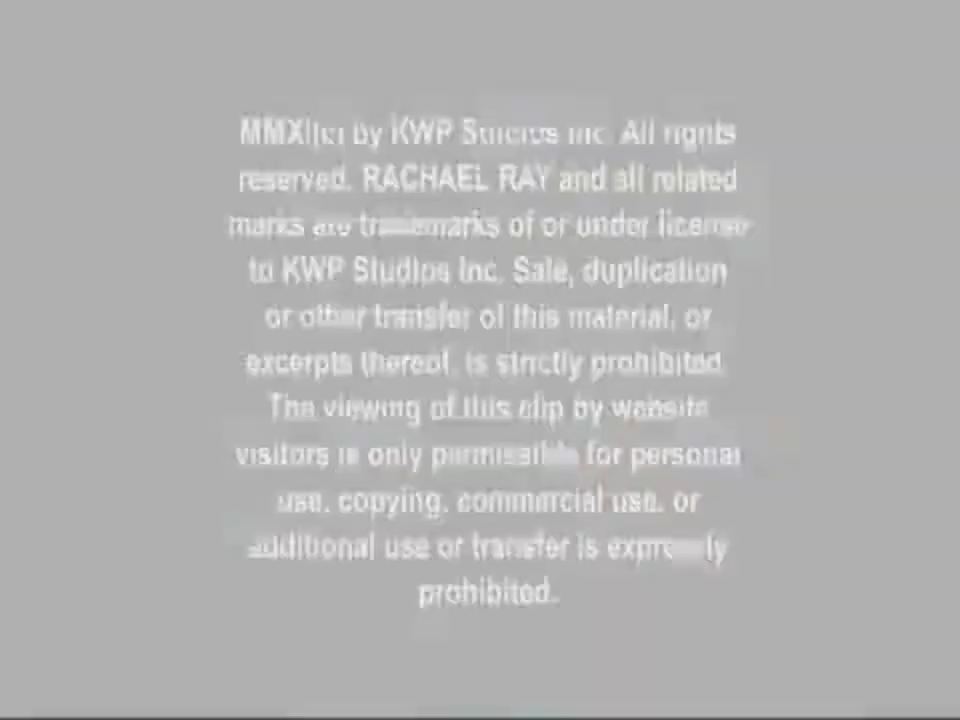 MMXI(c) by KWP Studios Inc. All rights
reserved. RACHAEL RAY and all related
marks are trademarks of or under license
to KWP Studios Inc. Sale, duplication
or other transfer of this material, or
excerpts thereof, is strictly prohibited.
The viewing of this clip by website
visitors is only permissible for personal
use. copying, commercial use, or
additional use or transfer is expressly
prohibited.